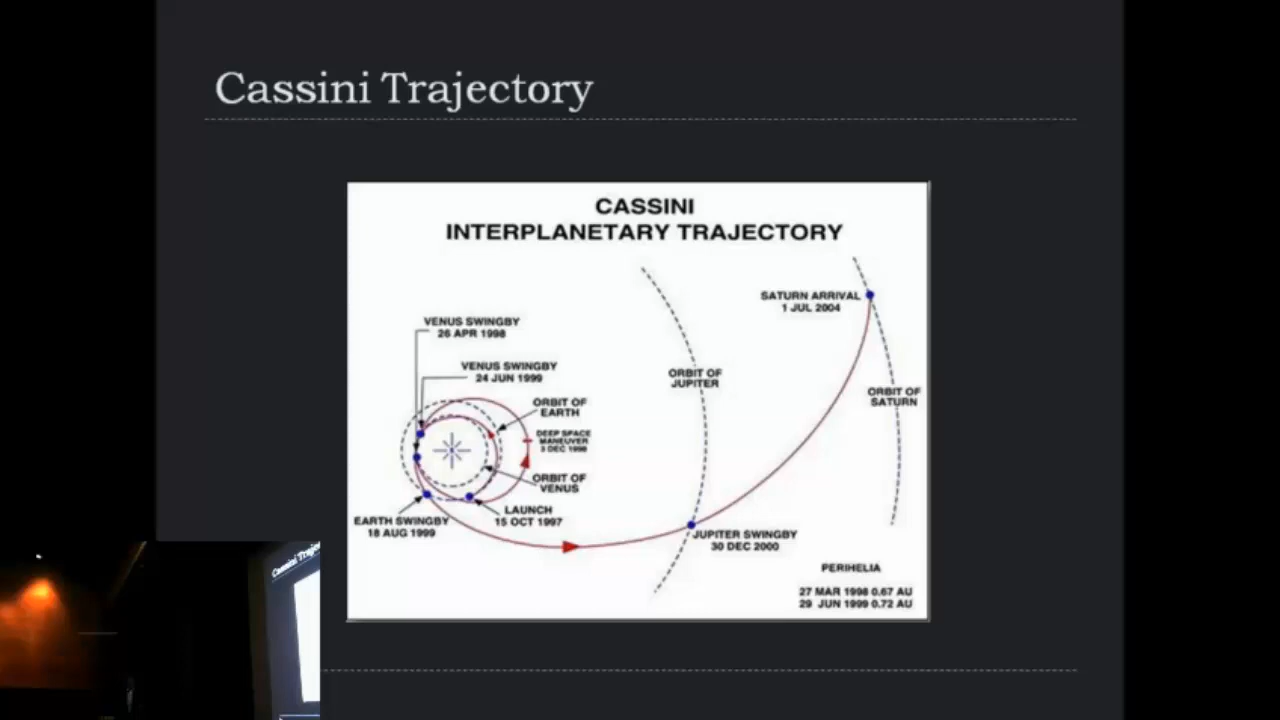 Cassini Trajectory
CASSINI
INTERPLANETARY TRAJECTORY
SATURN ARRIVAL
1 JUL 2004
VENUS SWINGBY
26 APR 1998
VENUS SWINGBY
24 JUN 1999
ORBIT OF
JUPITER
ORBIT OF
SATURN
ORBIT OF
EARTH
DEEP SPACE
MANEUVER
3 DEC 1998
ORBIT OF
VENUS
LAUNCH
15 OCT 1997
EARTH SWINGBY
18 AUG 1999
JUPITER SWINGBY
30 DEC 2000
PERIHELIA
27 MAR 1998 0.67 AU
29 JUN 1999 0.72 AU
Cassini